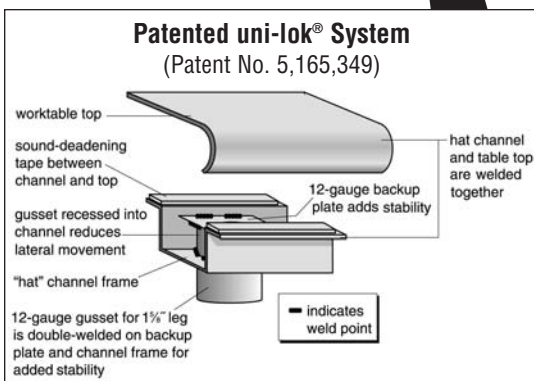 Patented uni-lok® System
(Patent No. 5,165,349)
worktable top
sound-deadening
tape between
channel and top
gusset recessed into
channel reduces
lateral movement
“hat” channel frame
12-gauge gusset for 1⅝″ leg
is double-welded on backup
plate and channel frame for
added stability
12-gauge backup
plate adds stability
hat channel
and table top
are welded
together
indicates
weld point